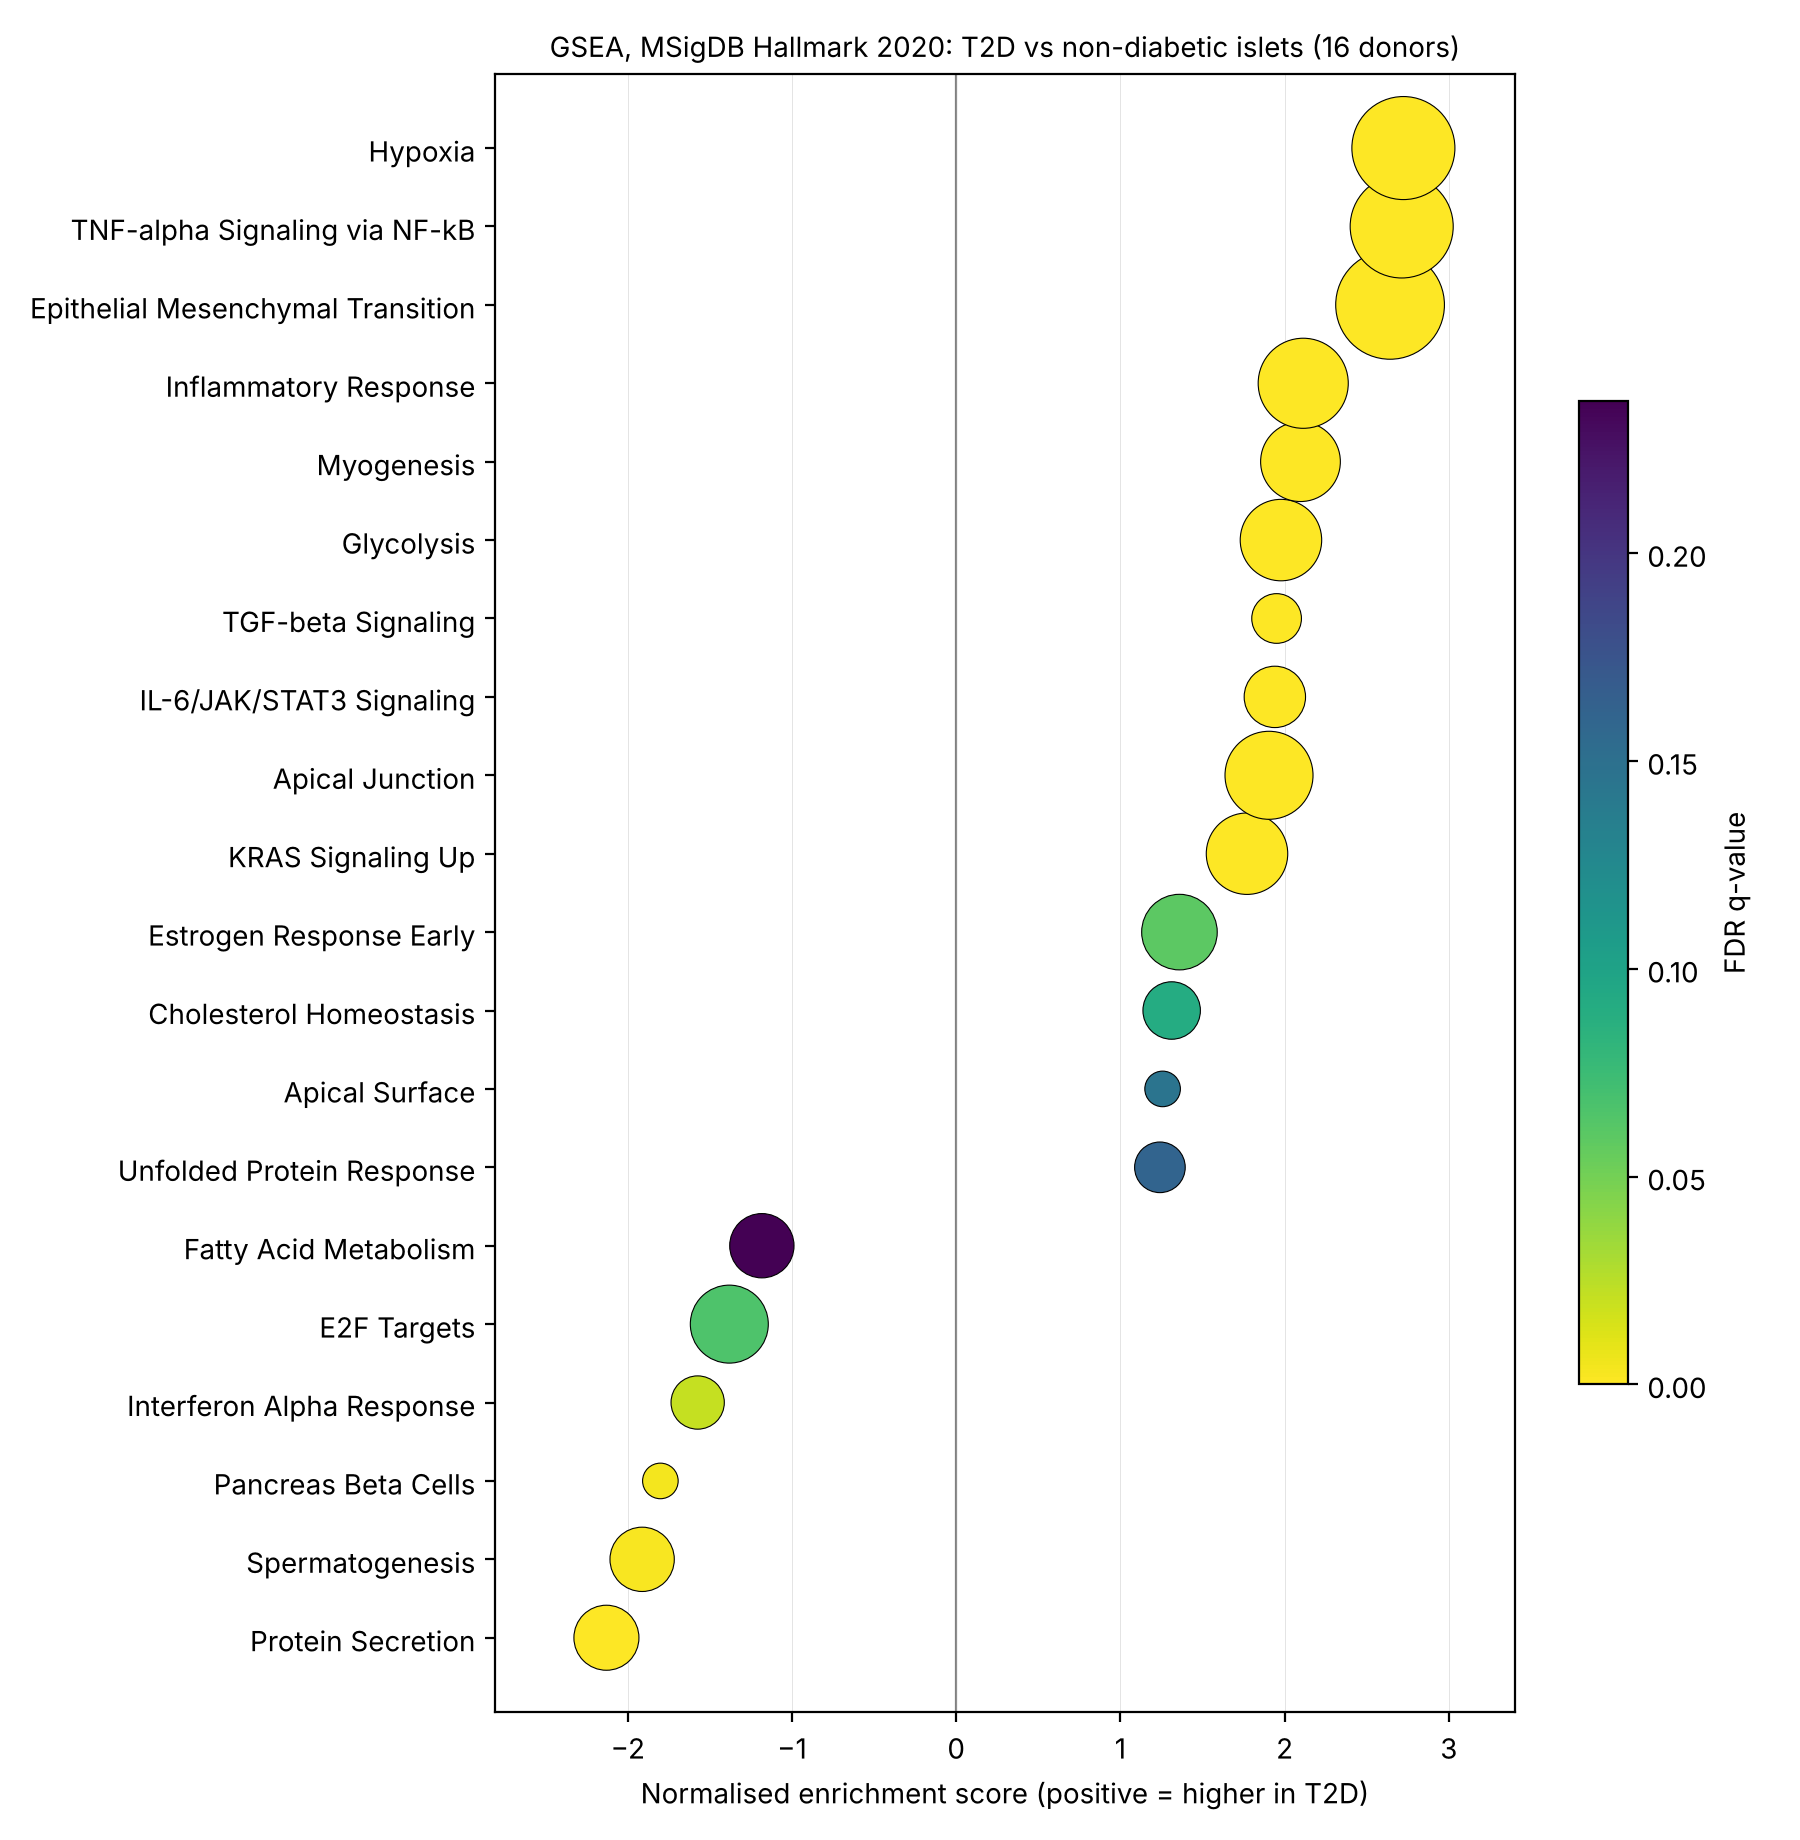 GSEA, MSigDB Hallmark 2020: T2D vs non-diabetic islets (16 donors)
Hypoxia
TNF-alpha Signaling via NF-kB
Epithelial Mesenchymal Transition
Inflammatory Response
Myogenesis
Glycolysis
TGF-beta Signaling
IL-6/JAK/STAT3 Signaling
Apical Junction
KRAS Signaling Up
Estrogen Response Early
Cholesterol Homeostasis
Apical Surface
Unfolded Protein Response
Fatty Acid Metabolism
E2F Targets
Interferon Alpha Response
Pancreas Beta Cells
Spermatogenesis
Protein Secretion
−2 −1 0 1 2 3
Normalised enrichment score (positive = higher in T2D)
0.20
0.15
0.10
0.05
0.00
FDR q-value